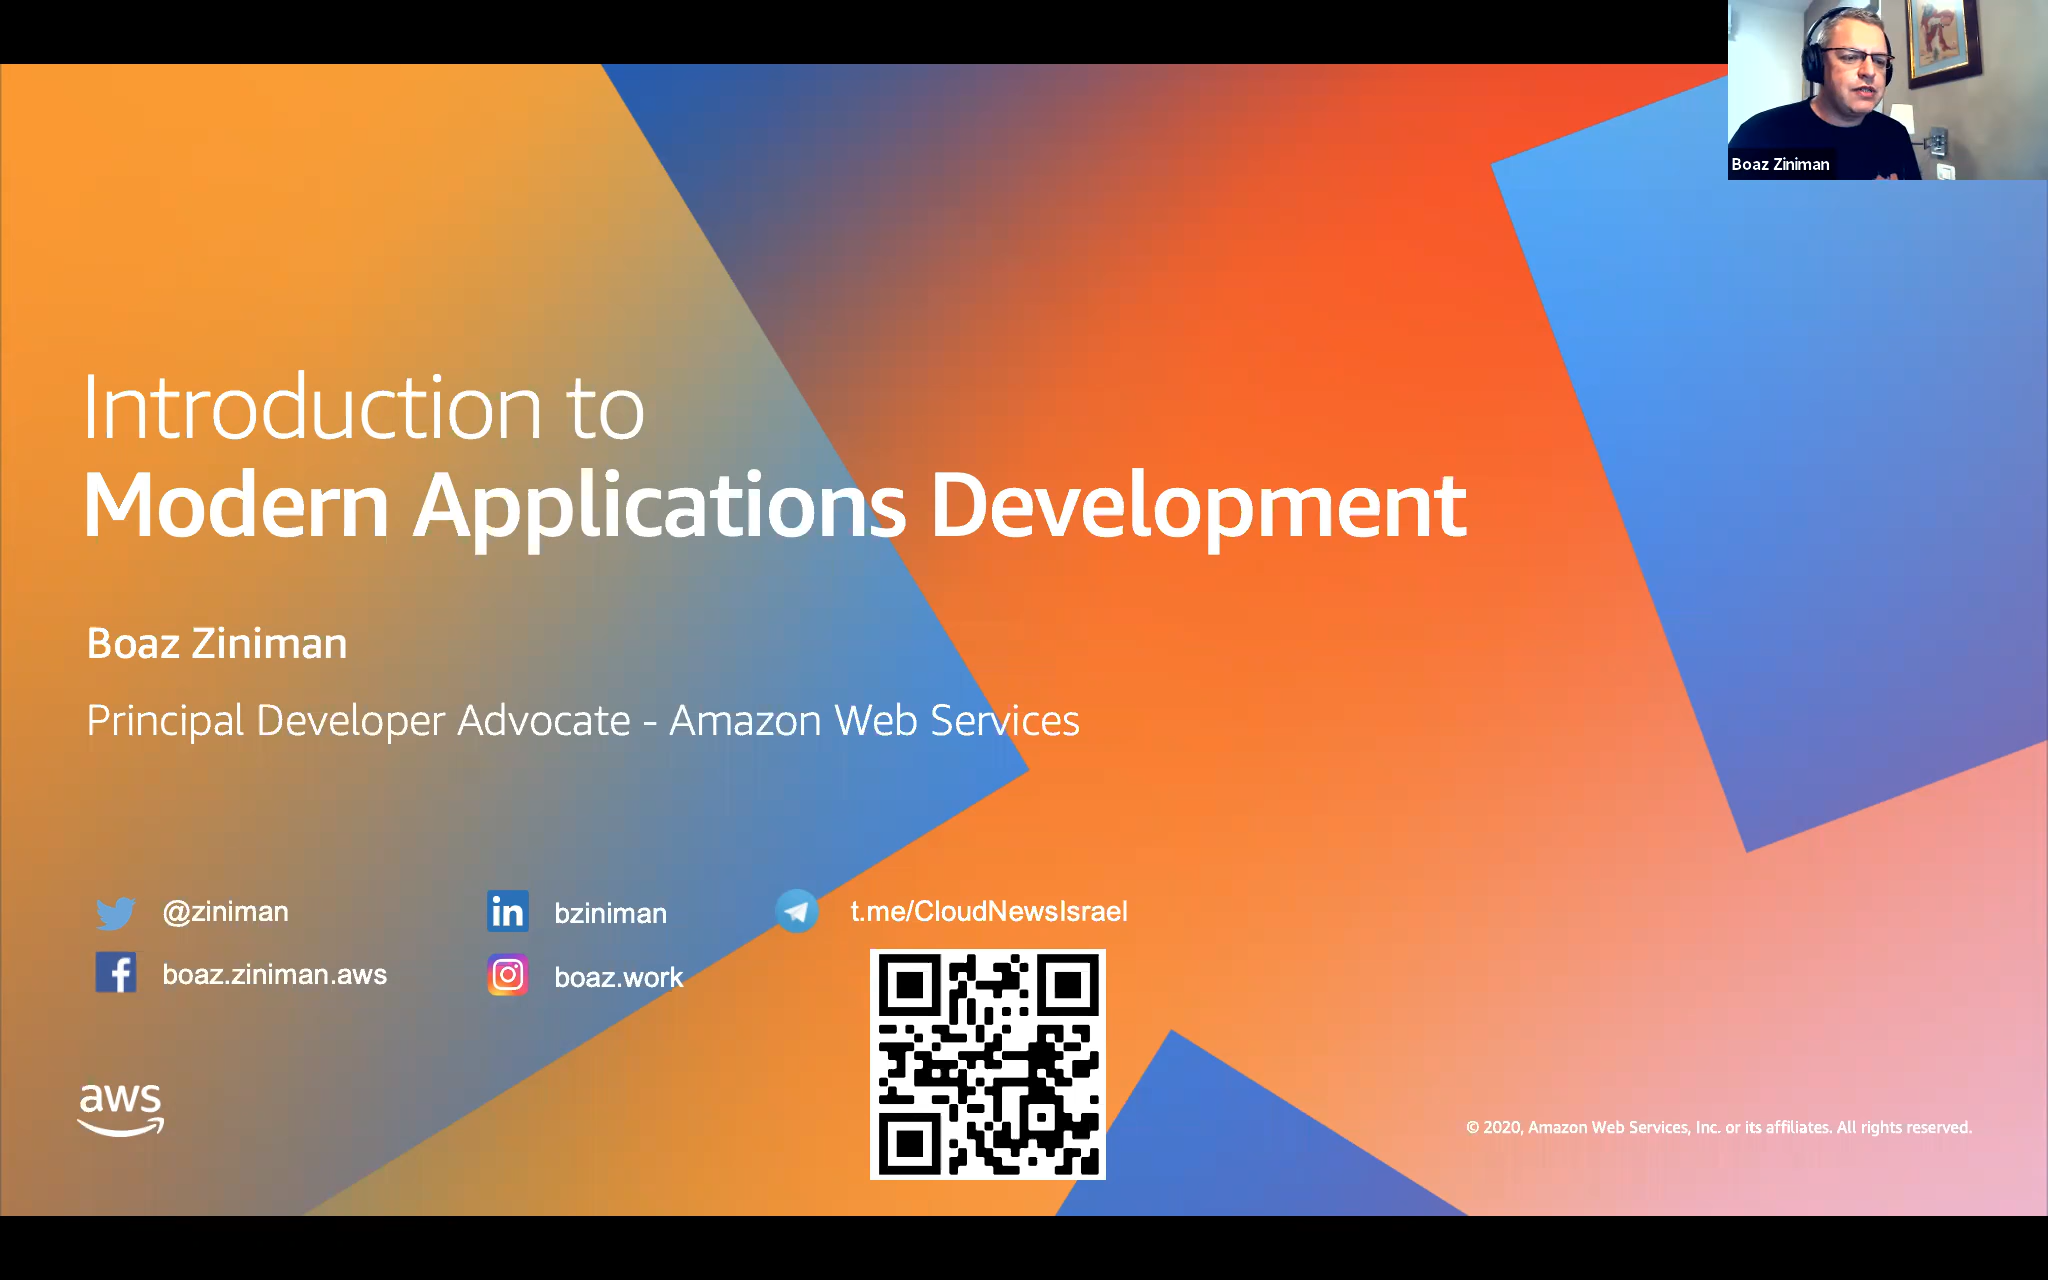 Boaz Ziniman
Introduction to
Modern Applications Development
Boaz Ziniman
Principal Developer Advocate - Amazon Web Services
@ziniman
bziniman
t.me/CloudNewsIsrael
boaz.ziniman.aws
boaz.work
aws
© 2020, Amazon Web Services, Inc. or its affiliates. All rights reserved.